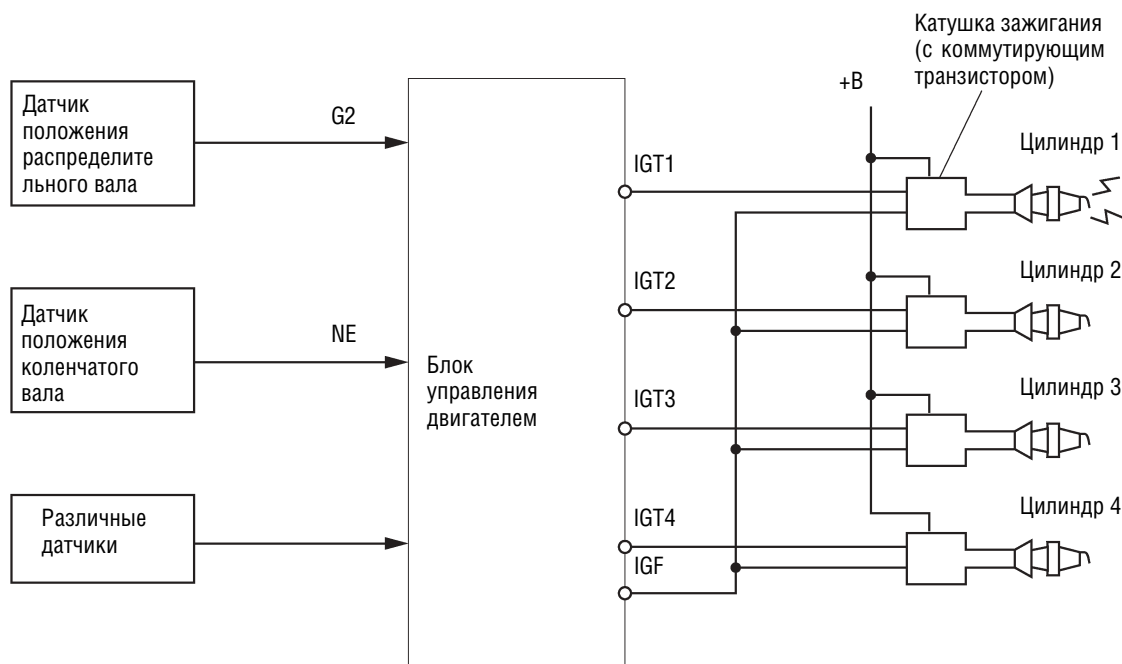 Катушка зажигания
(с коммутирующим
транзистором)
+B
Датчик
положения
распределите
льного вала
G2
IGT1
Цилиндр 1
IGT2
Цилиндр 2
Датчик
положения
коленчатого
вала
NE
Блок
управления
двигателем
IGT3
Цилиндр 3
Различные
датчики
IGT4
Цилиндр 4
IGF